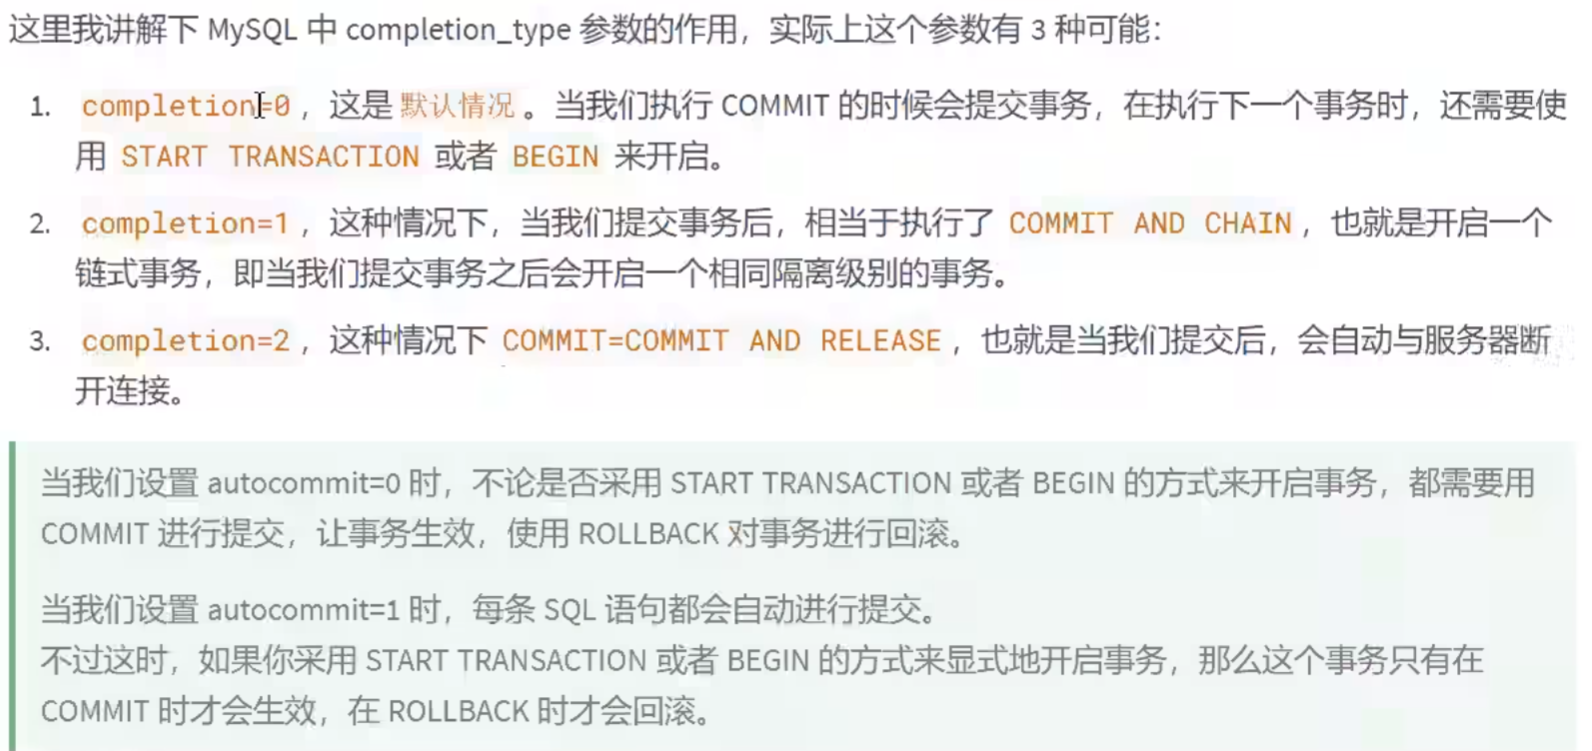 这里我讲解下 MySQL 中 completion_type 参数的作用，实际上这个参数有 3 种可能：
1. completion=0，这是 默认情况 。当我们执行 COMMIT 的时候会提交事务，在执行下一个事务时，还需要使
用 START TRANSACTION 或者 BEGIN 来开启。
2. completion=1，这种情况下，当我们提交事务后，相当于执行了 COMMIT AND CHAIN，也就是开启一个
链式事务，即当我们提交事务之后会开启一个相同隔离级别的事务。
3. completion=2，这种情况下 COMMIT=COMMIT AND RELEASE，也就是当我们提交后，会自动与服务器断
开连接。
当我们设置 autocommit=0 时，不论是否采用 START TRANSACTION 或者 BEGIN 的方式来开启事务，都需要用
COMMIT 进行提交，让事务生效，使用 ROLLBACK 对事务进行回滚。
当我们设置 autocommit=1 时，每条 SQL 语句都会自动进行提交。
不过这时，如果你采用 START TRANSACTION 或者 BEGIN 的方式来显式地开启事务，那么这个事务只有在
COMMIT 时才会生效，在 ROLLBACK 时才会回滚。